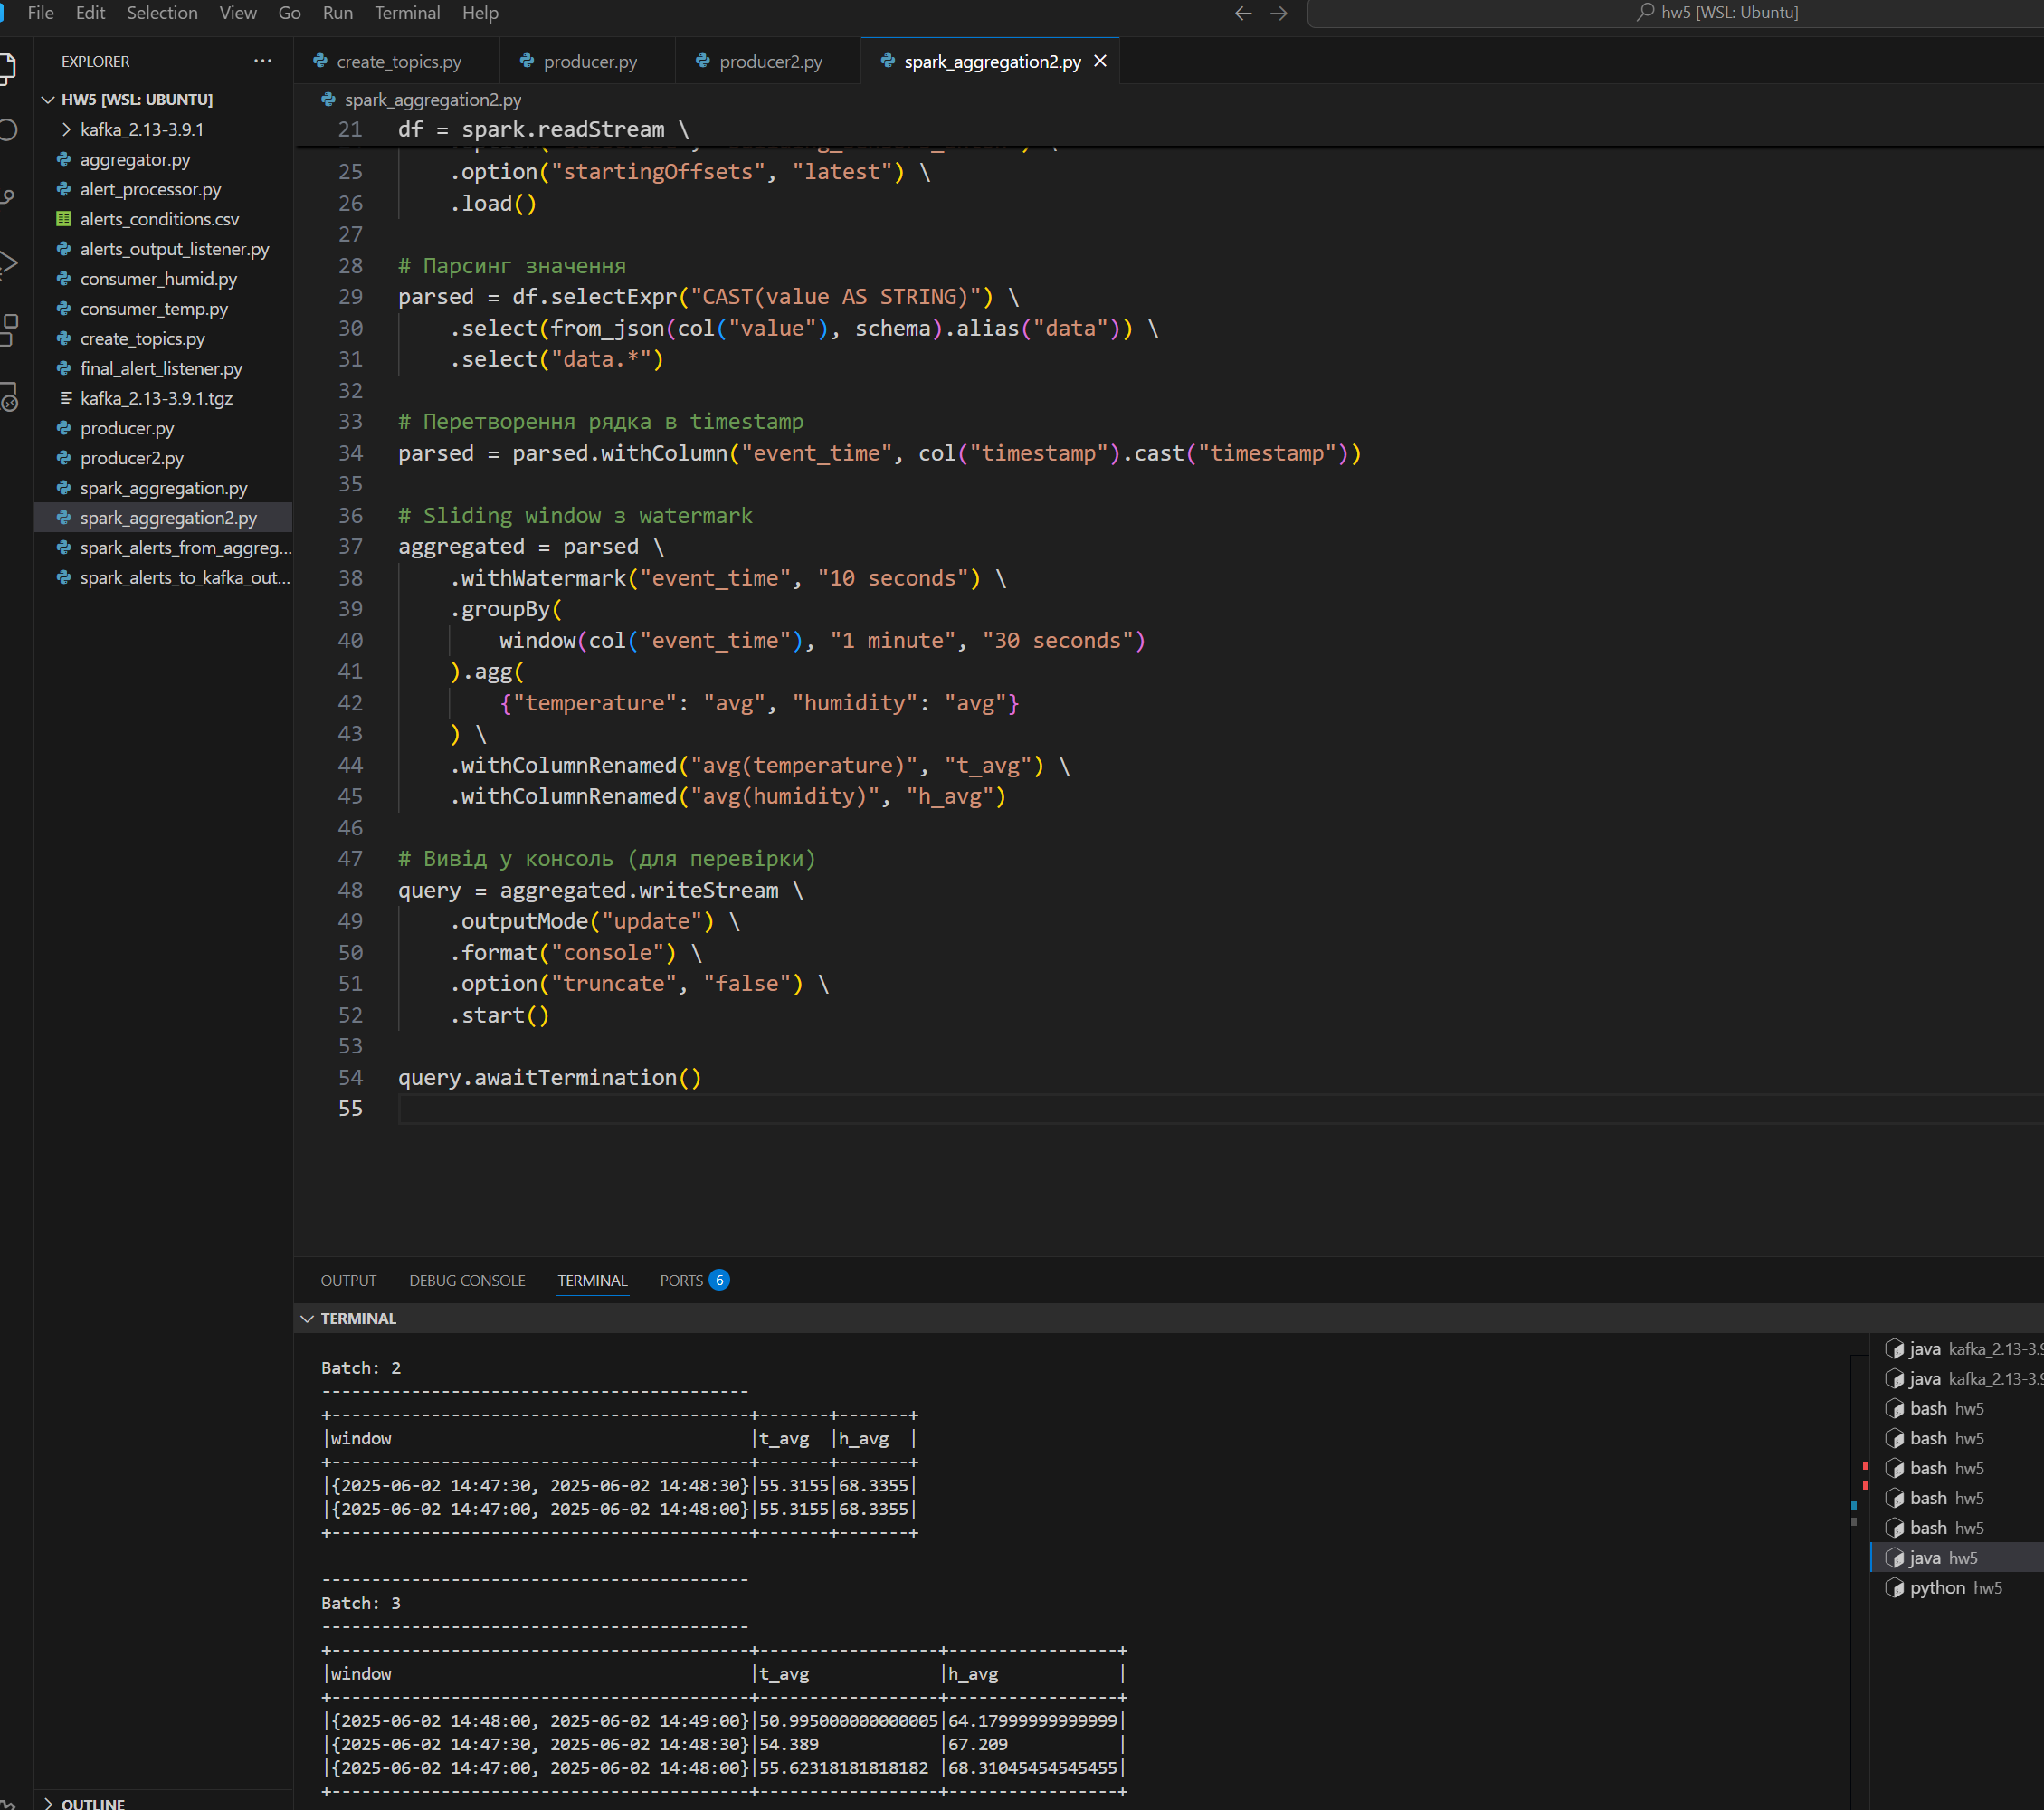 File Edit Selection View Go Run Terminal Help
hw5 [WSL: Ubuntu]
EXPLORER
HW5 [WSL: UBUNTU]
kafka_2.13-3.9.1
aggregator.py
alert_processor.py
alerts_conditions.csv
alerts_output_listener.py
consumer_humid.py
consumer_temp.py
create_topics.py
final_alert_listener.py
kafka_2.13-3.9.1.tgz
producer.py
producer2.py
spark_aggregation.py
spark_aggregation2.py
spark_alerts_from_aggreg...
spark_alerts_to_kafka_out...
OUTLINE
create_topics.py producer.py producer2.py spark_aggregation2.py
spark_aggregation2.py
21 df = spark.readStream \
25 .option("startingOffsets", "latest") \
26 .load()
27
28 # Парсинг значення
29 parsed = df.selectExpr("CAST(value AS STRING)") \
30 .select(from_json(col("value"), schema).alias("data")) \
31 .select("data.*")
32
33 # Перетворення рядка в timestamp
34 parsed = parsed.withColumn("event_time", col("timestamp").cast("timestamp"))
35
36 # Sliding window з watermark
37 aggregated = parsed \
38 .withWatermark("event_time", "10 seconds") \
39 .groupBy(
40 window(col("event_time"), "1 minute", "30 seconds")
41 ).agg(
42 {"temperature": "avg", "humidity": "avg"}
43 ) \
44 .withColumnRenamed("avg(temperature)", "t_avg") \
45 .withColumnRenamed("avg(humidity)", "h_avg")
46
47 # Вивід у консоль (для перевірки)
48 query = aggregated.writeStream \
49 .outputMode("update") \
50 .format("console") \
51 .option("truncate", "false") \
52 .start()
53
54 query.awaitTermination()
55
OUTPUT DEBUG CONSOLE TERMINAL PORTS 6
TERMINAL
Batch: 2
-------------------------------------------
+------------------------------------------+-------+-------+
|window |t_avg |h_avg |
+------------------------------------------+-------+-------+
|{2025-06-02 14:47:30, 2025-06-02 14:48:30}|55.3155|68.3355|
|{2025-06-02 14:47:00, 2025-06-02 14:48:00}|55.3155|68.3355|
+------------------------------------------+-------+-------+
-------------------------------------------
Batch: 3
-------------------------------------------
+------------------------------------------+------------------+-----------------+
|window |t_avg |h_avg |
+------------------------------------------+------------------+-----------------+
|{2025-06-02 14:48:00, 2025-06-02 14:49:00}|50.995000000000005|64.17999999999999|
|{2025-06-02 14:47:30, 2025-06-02 14:48:30}|54.389 |67.209 |
|{2025-06-02 14:47:00, 2025-06-02 14:48:00}|55.62318181818182 |68.31045454545455|
+------------------------------------------+------------------+-----------------+
java kafka_2.13-3.9
java kafka_2.13-3.9
bash hw5
bash hw5
bash hw5
bash hw5
bash hw5
java hw5
python hw5